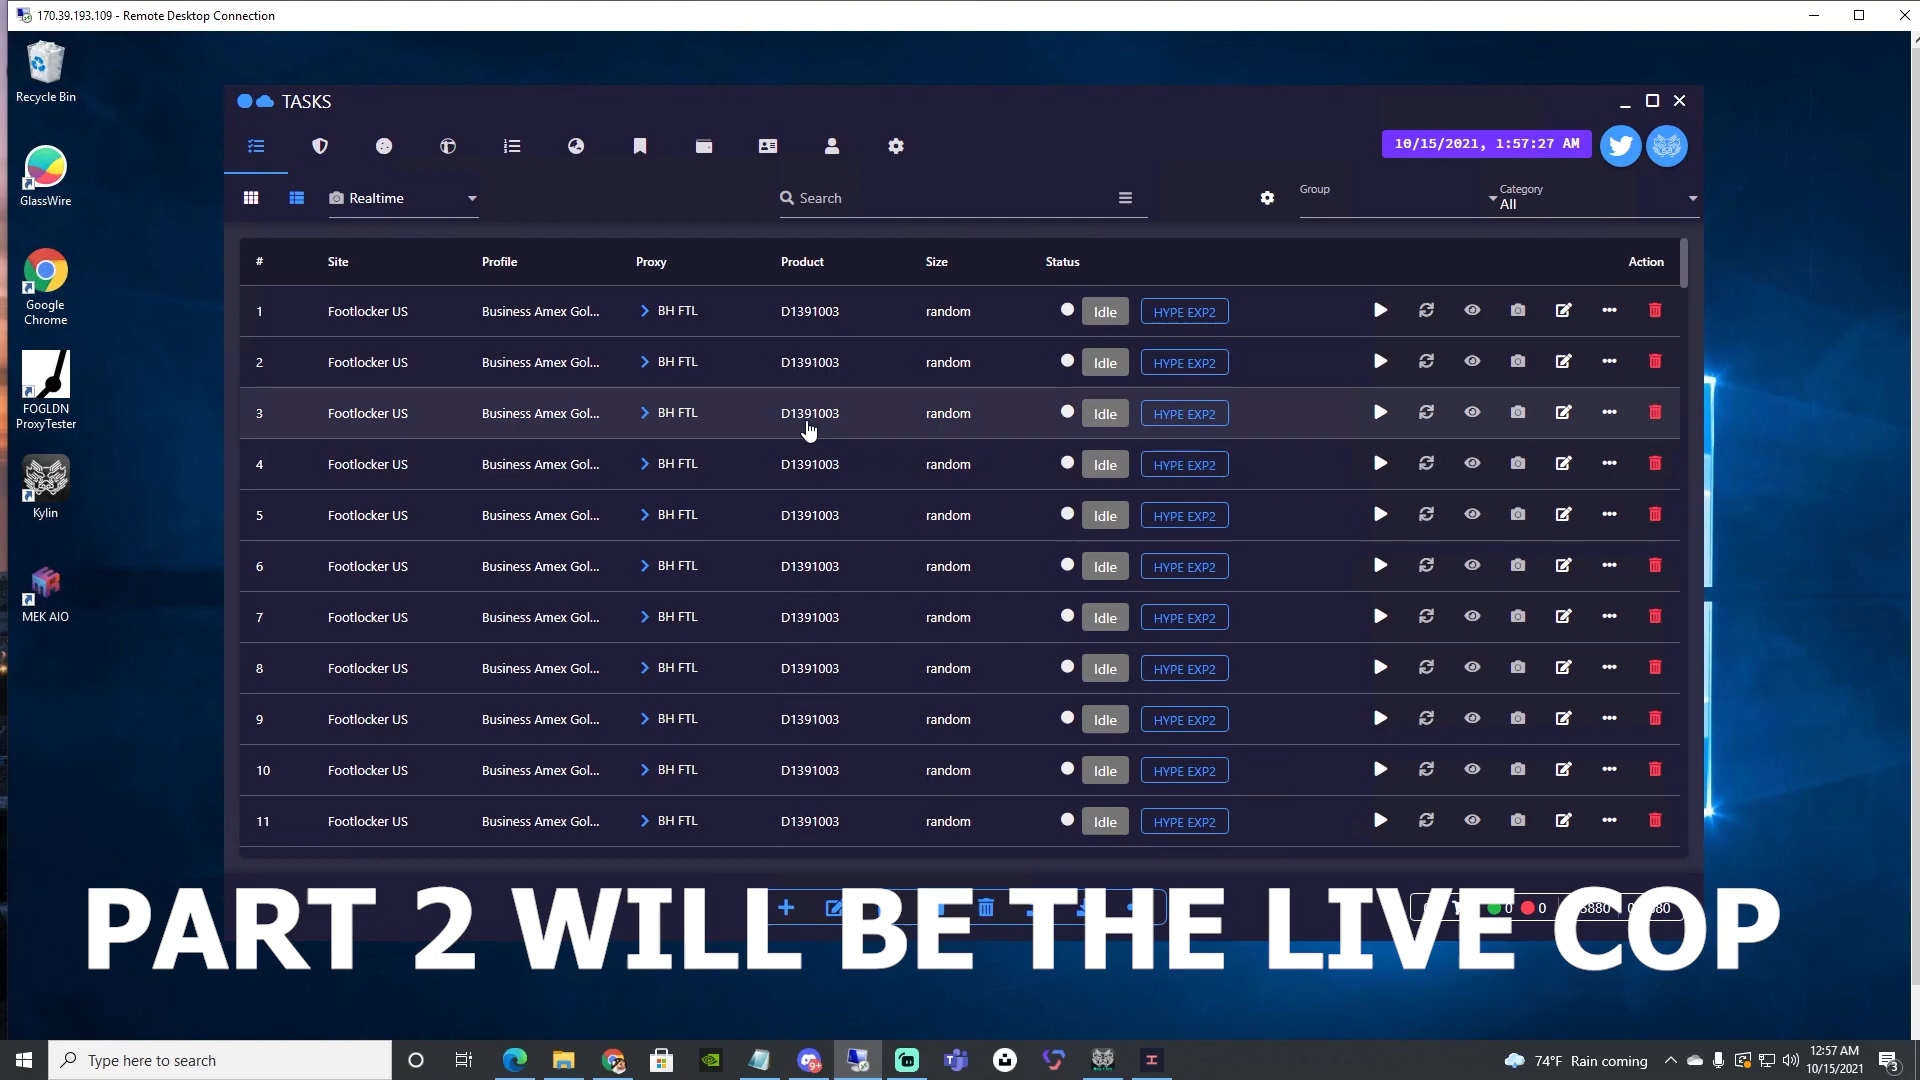 170.39.193.109 - Remote Desktop Connection
Recycle Bin
GlassWire
Google
Chrome
FOGLDN
ProxyTester
Kylin
MEK AIO
TASKS
10/15/2021, 1:57:27 AM
Realtime
Search
Group
Category
All
# Site Profile Proxy Product Size Status Action
1 Footlocker US Business Amex Gol... BH FTL D1391003 random Idle HYPE EXP2
2 Footlocker US Business Amex Gol... BH FTL D1391003 random Idle HYPE EXP2
3 Footlocker US Business Amex Gol... BH FTL D1391003 random Idle HYPE EXP2
4 Footlocker US Business Amex Gol... BH FTL D1391003 random Idle HYPE EXP2
5 Footlocker US Business Amex Gol... BH FTL D1391003 random Idle HYPE EXP2
6 Footlocker US Business Amex Gol... BH FTL D1391003 random Idle HYPE EXP2
7 Footlocker US Business Amex Gol... BH FTL D1391003 random Idle HYPE EXP2
8 Footlocker US Business Amex Gol... BH FTL D1391003 random Idle HYPE EXP2
9 Footlocker US Business Amex Gol... BH FTL D1391003 random Idle HYPE EXP2
10 Footlocker US Business Amex Gol... BH FTL D1391003 random Idle HYPE EXP2
11 Footlocker US Business Amex Gol... BH FTL D1391003 random Idle HYPE EXP2
0 0
PART 2 WILL BE THE LIVE COP
Type here to search
9+
74°F Rain coming
12:57 AM
10/15/2021
3